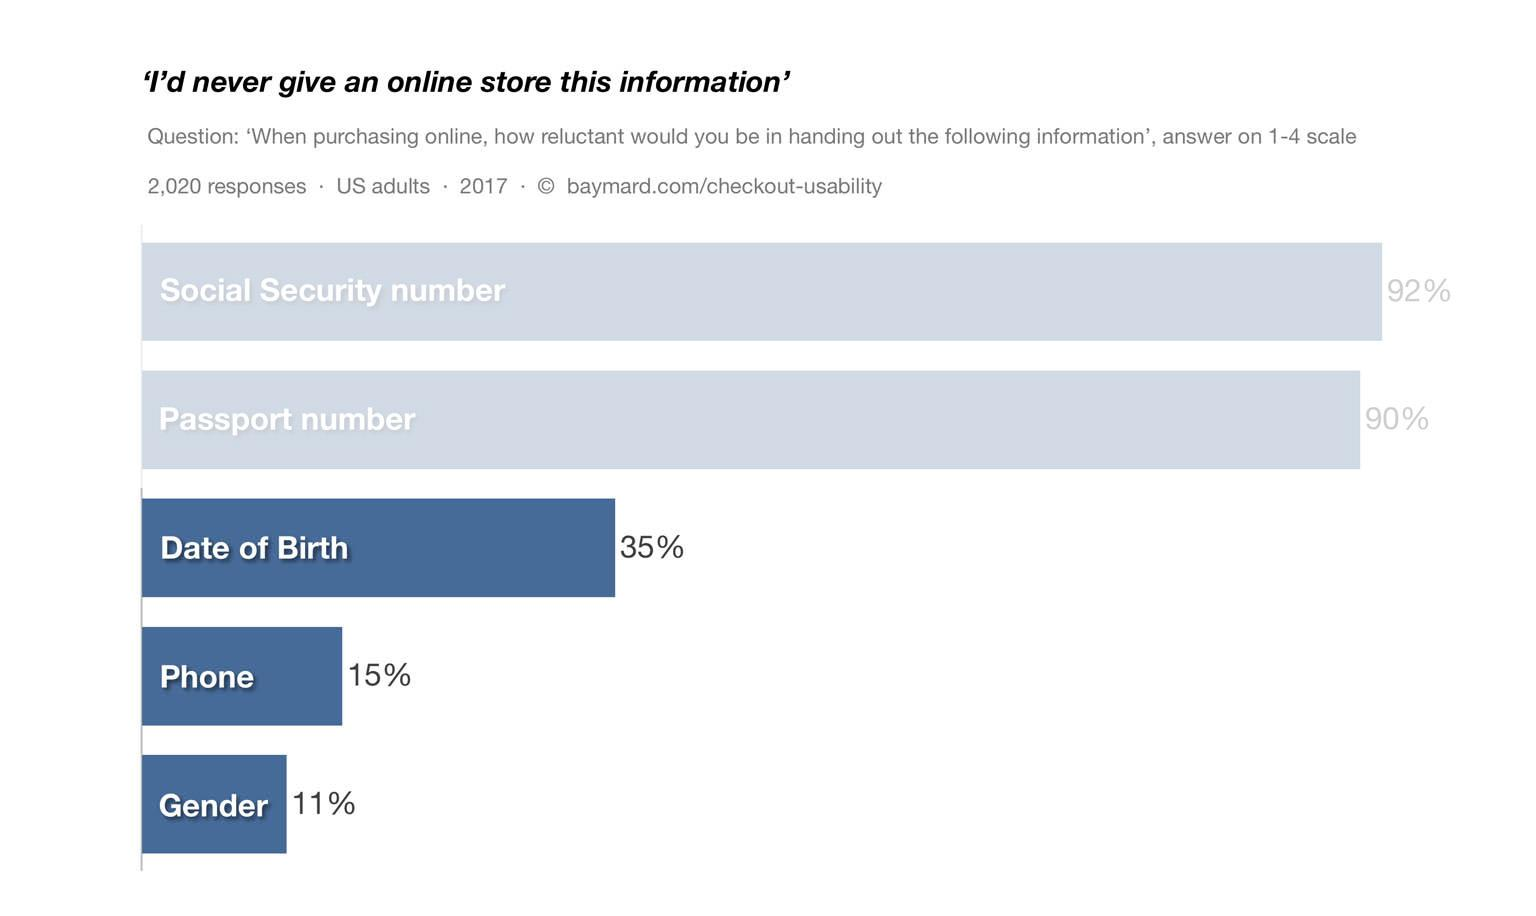 ‘I’d never give an online store this information’
Question: ‘When purchasing online, how reluctant would you be in handing out the following information’, answer on 1-4 scale
2,020 responses · US adults · 2017 · © baymard.com/checkout-usability
Social Security number 92%
Passport number 90%
Date of Birth 35%
Phone 15%
Gender 11%